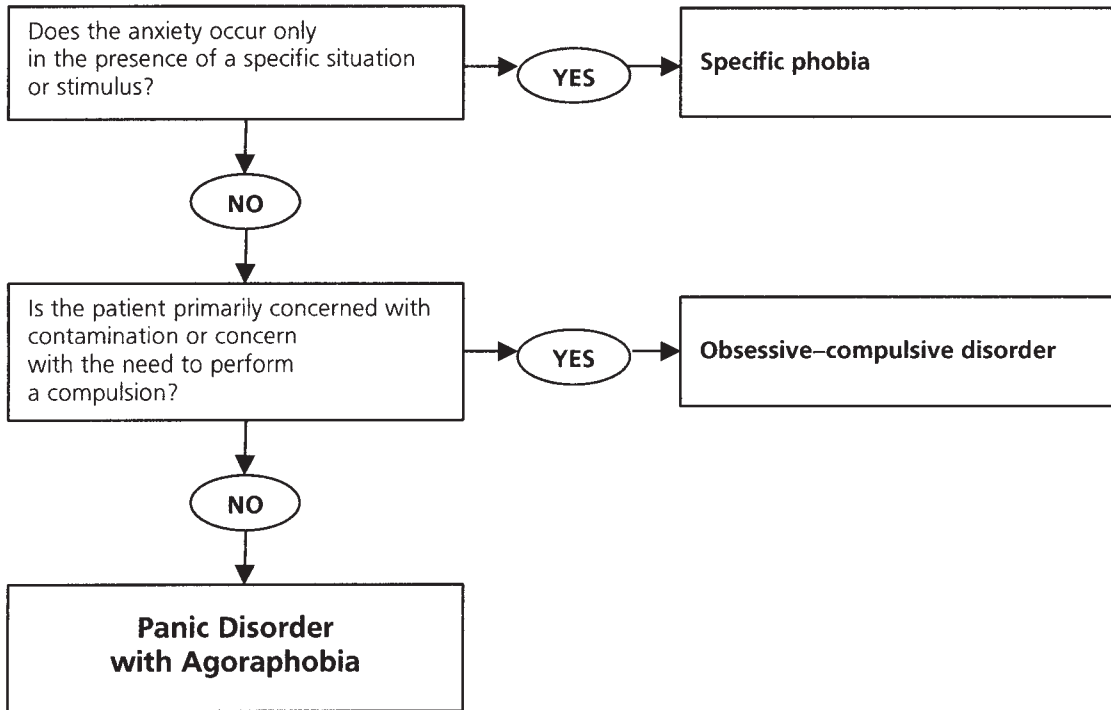 Does the anxiety occur only
in the presence of a specific situation
or stimulus?
YES
Specific phobia
NO
Is the patient primarily concerned with
contamination or concern
with the need to perform
a compulsion?
YES
Obsessive–compulsive disorder
NO
Panic Disorder
with Agoraphobia